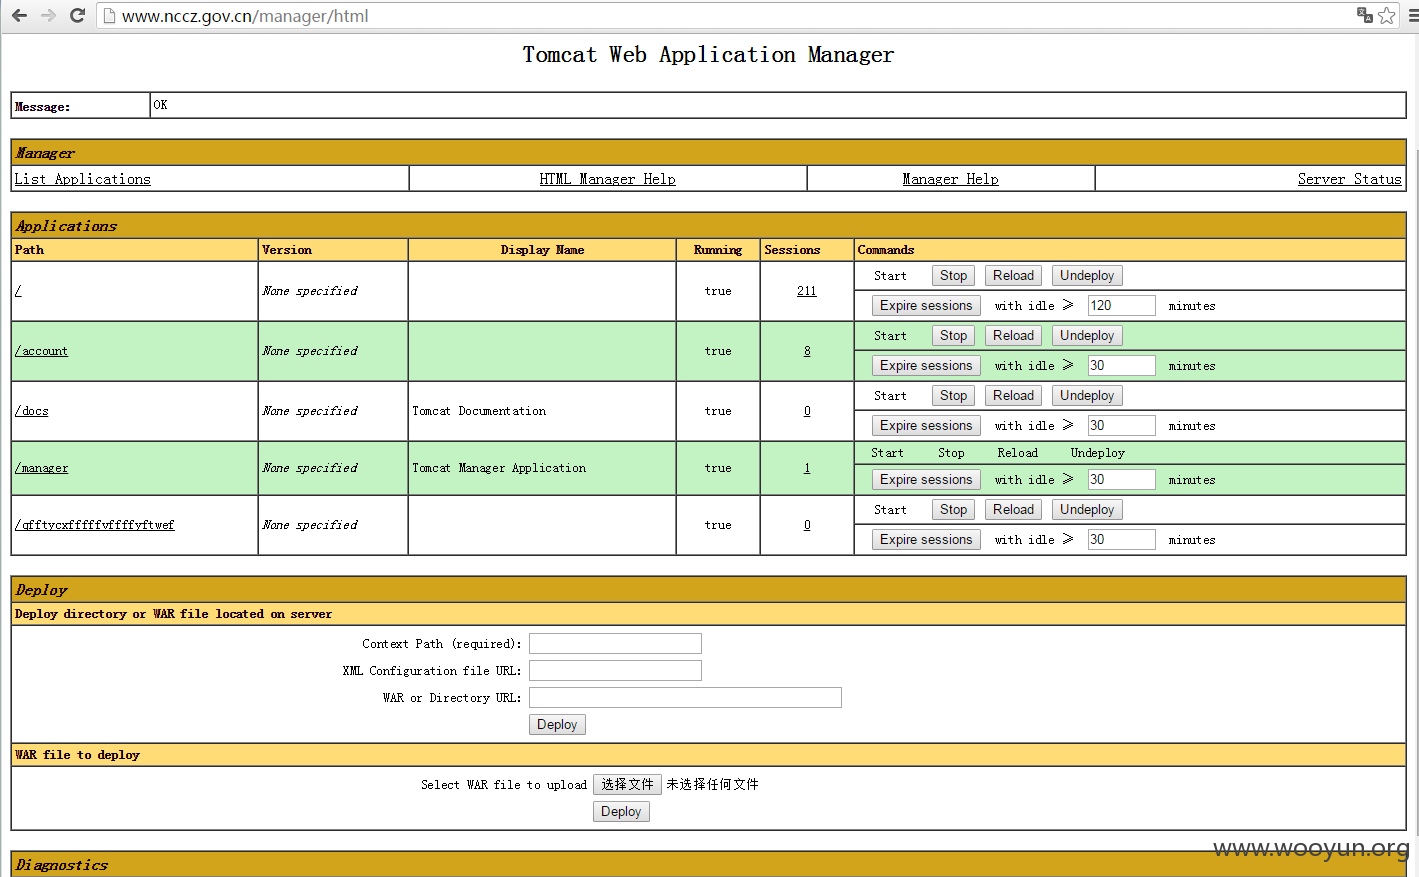 www.nccz.gov.cn/manager/html
Tomcat Web Application Manager
Message: OK
Manager
List Applications HTML Manager Help Manager Help Server Status
Applications
Path Version Display Name Running Sessions Commands
/ None specified true 211 Start Stop Reload Undeploy
Expire sessions with idle ≥ 120 minutes
/account None specified true 8 Start Stop Reload Undeploy
Expire sessions with idle ≥ 30 minutes
/docs None specified Tomcat Documentation true 0 Start Stop Reload Undeploy
Expire sessions with idle ≥ 30 minutes
/manager None specified Tomcat Manager Application true 1 Start Stop Reload Undeploy
Expire sessions with idle ≥ 30 minutes
None specified true 0 Start Stop Reload Undeploy
Expire sessions with idle ≥ 30 minutes
Deploy
Deploy directory or WAR file located on server
Context Path (required):
XML Configuration file URL:
WAR or Directory URL:
Deploy
WAR file to deploy
Select WAR file to upload 选择文件 未选择任何文件
Deploy
Diagnostics
www.wooyun.org